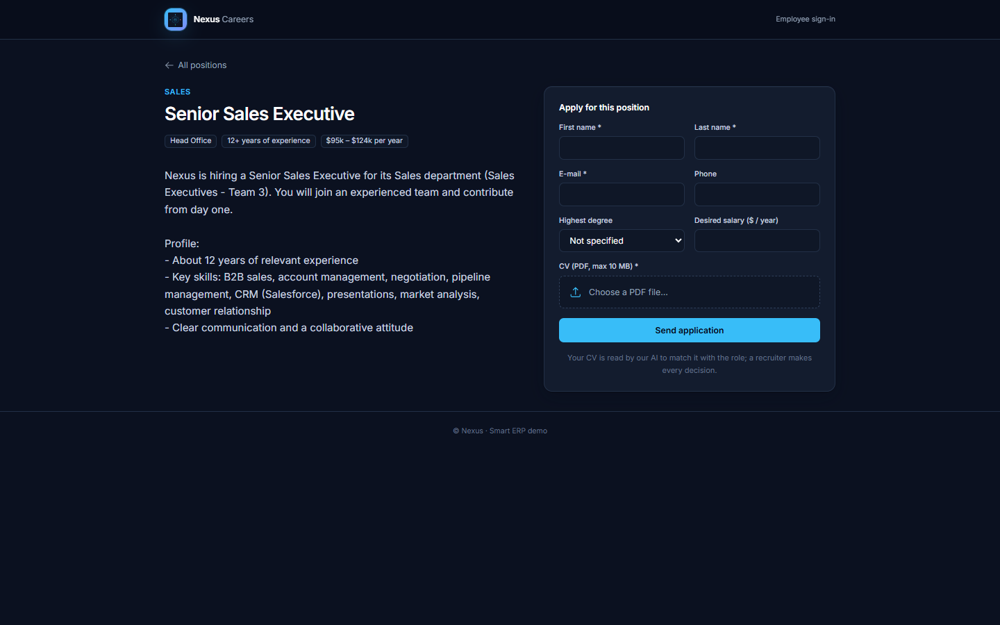 Nexus Careers
Employee sign-in
All positions
SALES
Senior Sales Executive
Head Office
12+ years of experience
$95k – $124k per year
Nexus is hiring a Senior Sales Executive for its Sales department (Sales
Executives - Team 3). You will join an experienced team and contribute
from day one.
Profile:
- About 12 years of relevant experience
- Key skills: B2B sales, account management, negotiation, pipeline
management, CRM (Salesforce), presentations, market analysis,
customer relationship
- Clear communication and a collaborative attitude
Apply for this position
First name *
Last name *
E-mail *
Phone
Highest degree
Desired salary ($ / year)
Not specified
CV (PDF, max 10 MB) *
Choose a PDF file...
Send application
Your CV is read by our AI to match it with the role; a recruiter makes
every decision.
© Nexus · Smart ERP demo